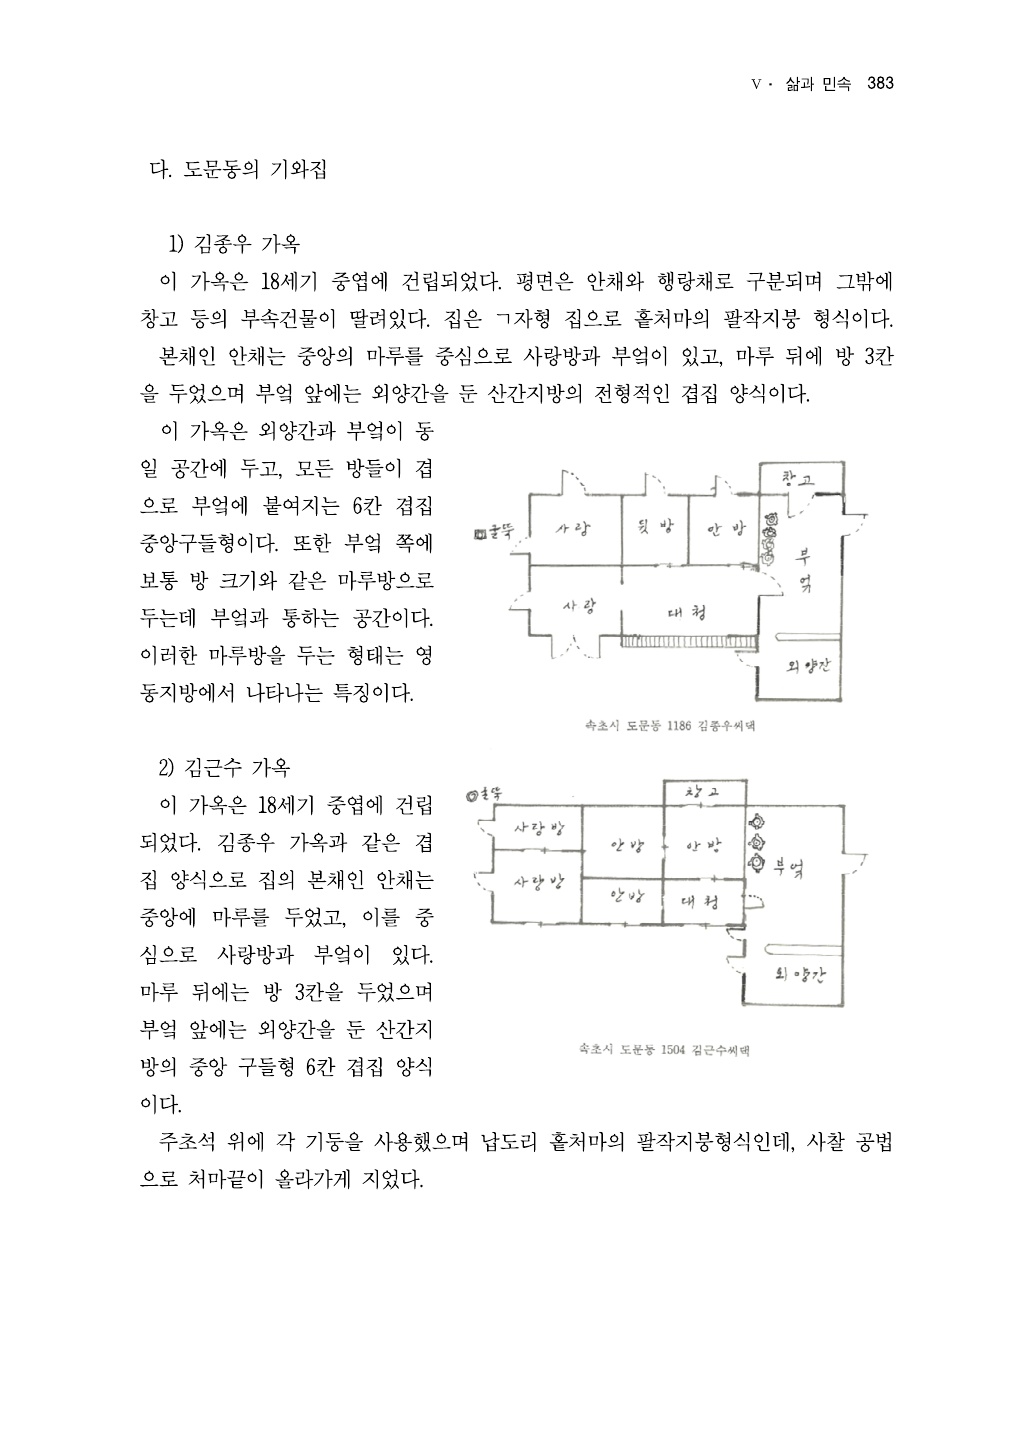 V · 삶과 민속 383
다. 도문동의 기와집
1) 김종우 가옥
이 가옥은 18세기 중엽에 건립되었다. 평면은 안채와 행랑채로 구분되며 그밖에
창고 등의 부속건물이 딸려있다. 집은 ㄱ자형 집으로 홑처마의 팔작지붕 형식이다.
본채인 안채는 중앙의 마루를 중심으로 사랑방과 부엌이 있고, 마루 뒤에 방 3칸
을 두었으며 부엌 앞에는 외양간을 둔 산간지방의 전형적인 겹집 양식이다.
이 가옥은 외양간과 부엌이 동
일 공간에 두고, 모든 방들이 겹
으로 부엌에 붙여지는 6칸 겹집
중앙구들형이다. 또한 부엌 쪽에
보통 방 크기와 같은 마루방으로
두는데 부엌과 통하는 공간이다.
이러한 마루방을 두는 형태는 영
동지방에서 나타나는 특징이다.
창고
굴뚝
사랑
뒷방
안방
부엌
사랑
대청
외양간
속초시 도문동 1186 김종우씨댁
2) 김근수 가옥
이 가옥은 18세기 중엽에 건립
되었다. 김종우 가옥과 같은 겹
집 양식으로 집의 본채인 안채는
중앙에 마루를 두었고, 이를 중
심으로 사랑방과 부엌이 있다.
마루 뒤에는 방 3칸을 두었으며
부엌 앞에는 외양간을 둔 산간지
방의 중앙 구들형 6칸 겹집 양식
이다.
굴뚝
창고
사랑방
안방
안방
부엌
사랑방
안방
대청
외양간
속초시 도문동 1504 김근수씨댁
주초석 위에 각 기둥을 사용했으며 납도리 홑처마의 팔작지붕형식인데, 사찰 공법
으로 처마끝이 올라가게 지었다.